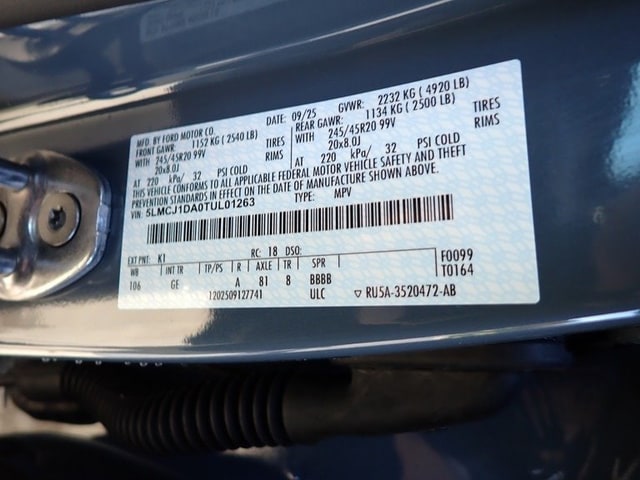 MFD. BY FORD MOTOR CO. DATE: 09/25 GVWR: 2232 KG ( 4920 LB)
FRONT GAWR: 1152 KG ( 2540 LB) REAR GAWR: 1134 KG ( 2500 LB)
WITH 245/45R20 99V TIRES WITH 245/45R20 99V TIRES
20x8.0J RIMS 20x8.0J RIMS
AT 220 kPa/ 32 PSI COLD AT 220 kPa/ 32 PSI COLD
THIS VEHICLE CONFORMS TO ALL APPLICABLE FEDERAL MOTOR VEHICLE SAFETY AND THEFT
PREVENTION STANDARDS IN EFFECT ON THE DATE OF MANUFACTURE SHOWN ABOVE.
VIN: 5LMCJ1DA0TUL01263 TYPE: MPV
EXT PNT: K1 RC: 18 DSO: F0099
WB INT TR TP/PS R AXLE TR SPR T0164
106 GE A 81 8 BBBB
1202509127741 ULC ▽ RU5A-3520472-AB